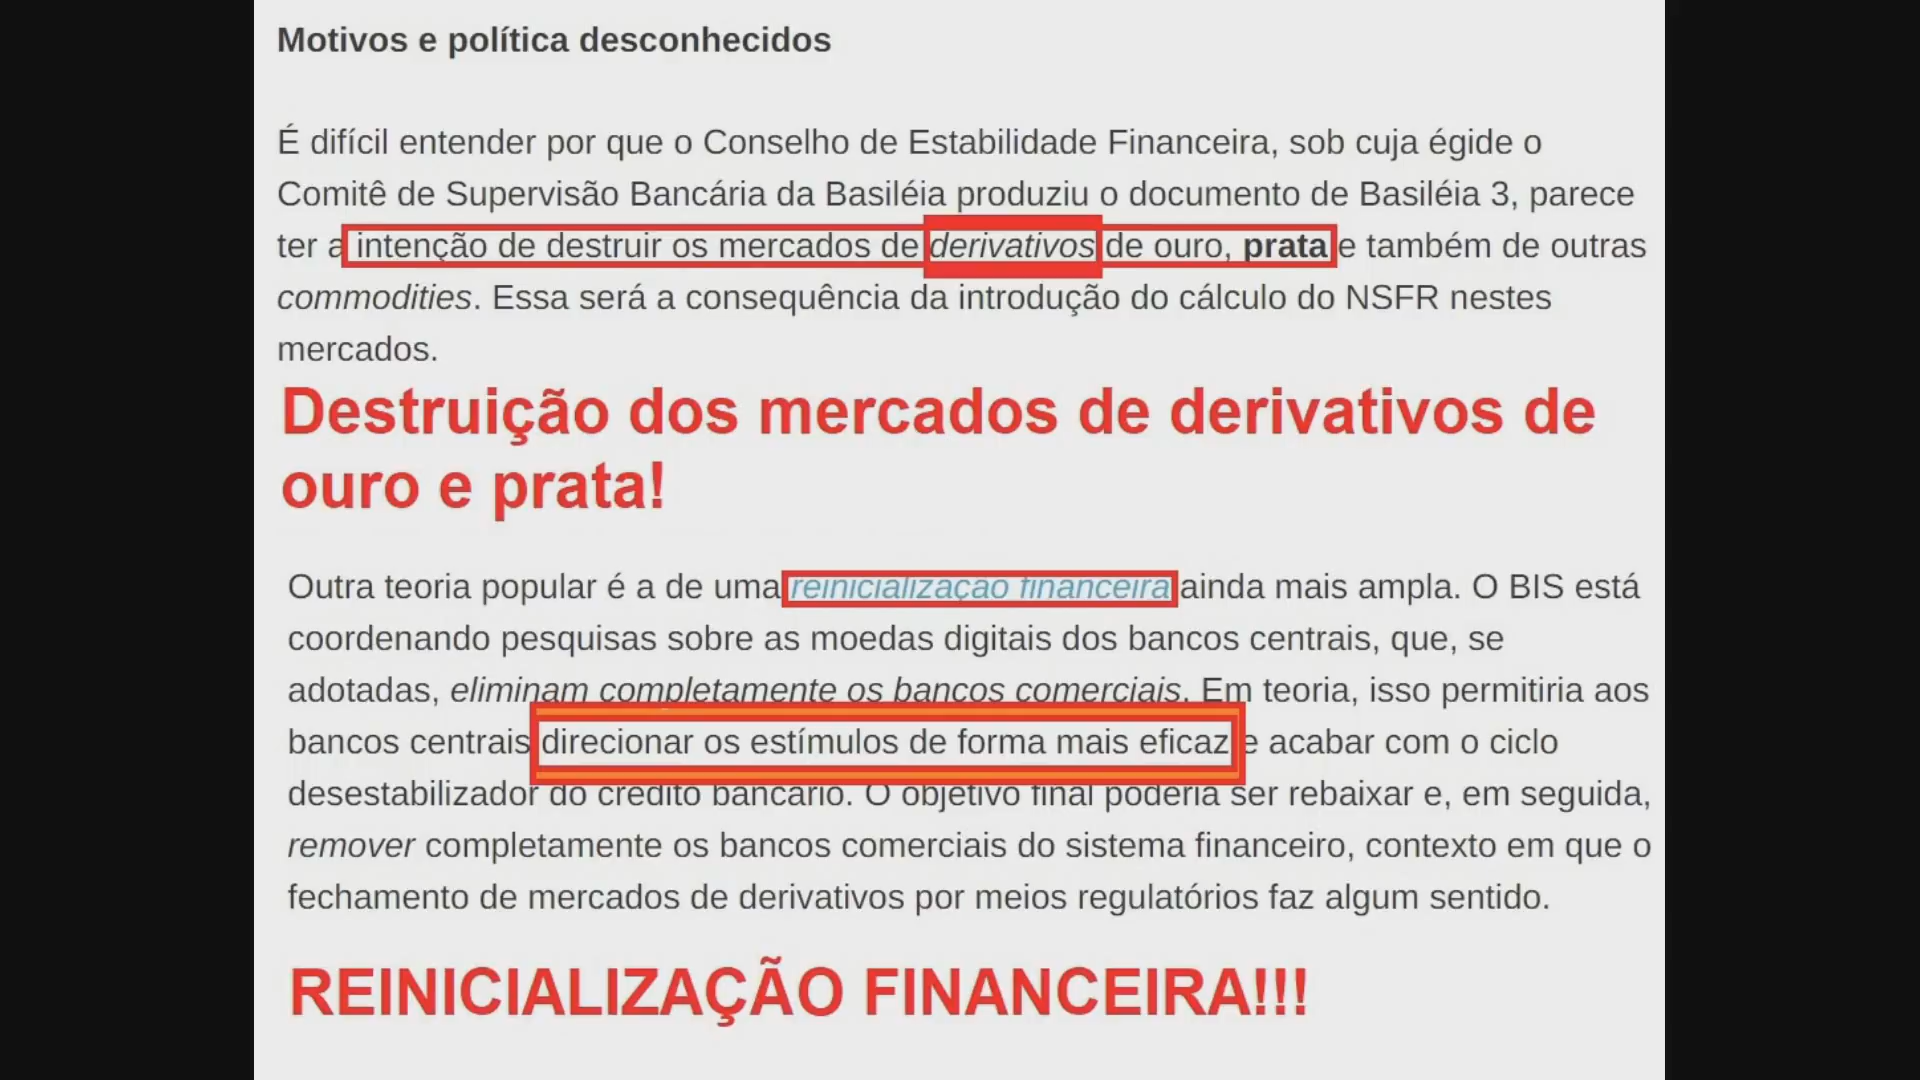 Motivos e política desconhecidos
É difícil entender por que o Conselho de Estabilidade Financeira, sob cuja égide o
Comitê de Supervisão Bancária da Basiléia produziu o documento de Basiléia 3, parece
ter a intenção de destruir os mercados de derivativos de ouro, prata e também de outras
commodities. Essa será a consequência da introdução do cálculo do NSFR nestes
mercados.
Destruição dos mercados de derivativos de
ouro e prata!
Outra teoria popular é a de uma reinicialização financeira ainda mais ampla. O BIS está
coordenando pesquisas sobre as moedas digitais dos bancos centrais, que, se
adotadas, eliminam completamente os bancos comerciais. Em teoria, isso permitiria aos
bancos centrais direcionar os estímulos de forma mais eficaz e acabar com o ciclo
desestabilizador do crédito bancário. O objetivo final poderia ser rebaixar e, em seguida,
remover completamente os bancos comerciais do sistema financeiro, contexto em que o
fechamento de mercados de derivativos por meios regulatórios faz algum sentido.
REINICIALIZAÇÃO FINANCEIRA!!!